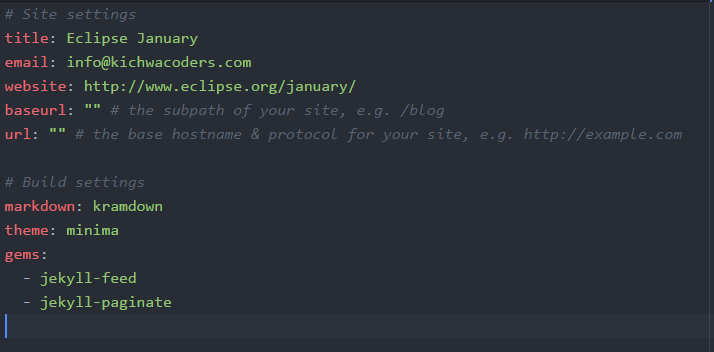 # Site settings
title: Eclipse January
email: info@kichwacoders.com
website: http://www.eclipse.org/january/
baseurl: "" # the subpath of your site, e.g. /blog
url: "" # the base hostname & protocol for your site, e.g. http://example.com
# Build settings
markdown: kramdown
theme: minima
gems:
  - jekyll-feed
  - jekyll-paginate